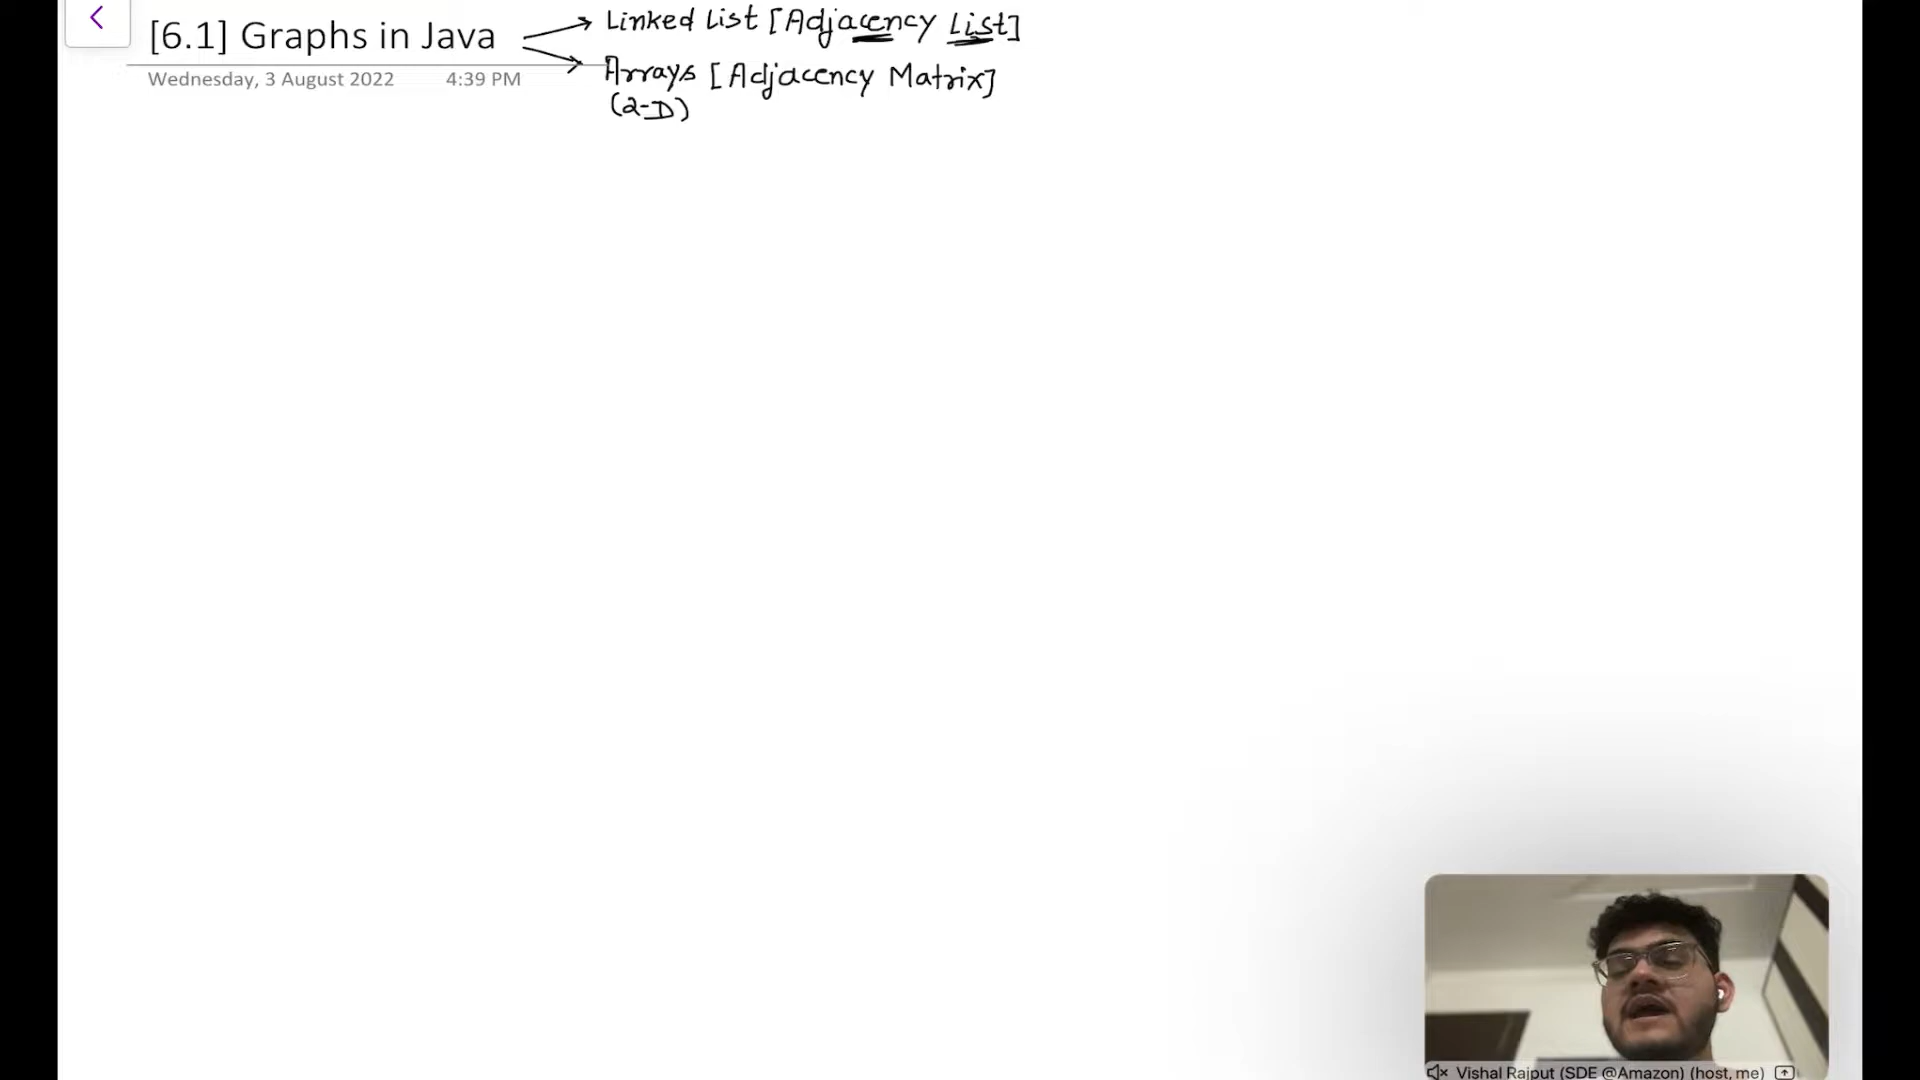 [6.1] Graphs in Java
Linked List [Adjacency List]
Arrays [Adjacency Matrix]
(2-D)
Wednesday, 3 August 2022 4:39 PM
Vishal Rajput (SDE @Amazon) (host, me)